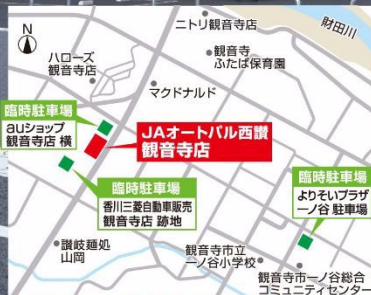 ニトリ観音寺店
財田川
N
ハローズ
観音寺店
観音寺
ふたば保育園
マクドナルド
臨時駐車場
auショップ
観音寺店 横
JAオートパル西讃
観音寺店
臨時駐車場
香川三菱自動車販売
観音寺店 跡地
臨時駐車場
よりそいプラザ
一ノ谷 駐車場
讃岐麺処
山岡
観音寺市立
一ノ谷小学校
観音寺市一ノ谷総合
コミュニティセンター